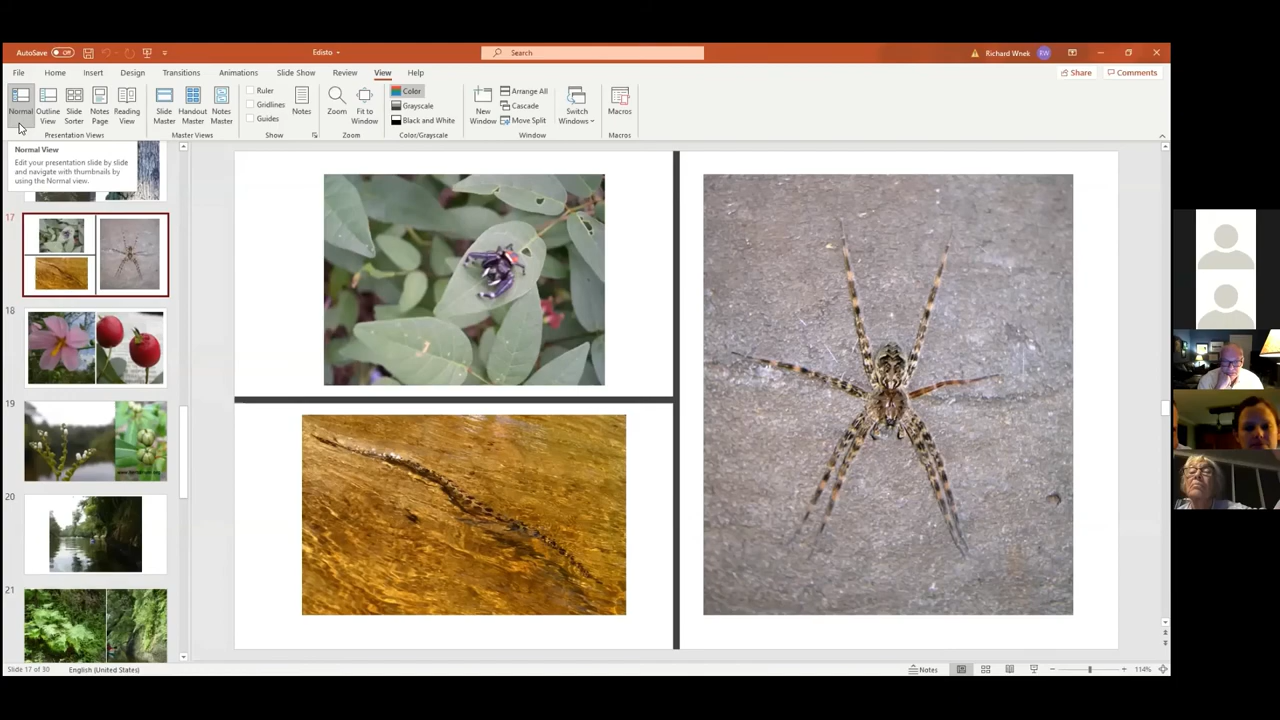 AutoSave Off
Edisto
Search
Richard Wnek RW
File Home Insert Design Transitions Animations Slide Show Review View Help
Share Comments
Normal Outline View Slide Sorter Notes Page Reading View
Presentation Views
Slide Master Handout Master Notes Master
Master Views
Ruler
Gridlines
Guides
Notes
Show
Zoom Fit to Window
Zoom
Color
Grayscale
Black and White
Color/Grayscale
New Window
Arrange All
Cascade
Move Split
Switch Windows
Window
Macros
Macros
Normal View
Edit your presentation slide by slide
and navigate with thumbnails by
using the Normal view.
17
18
19
20
21
Slide 17 of 30 English (United States)
Notes
114%